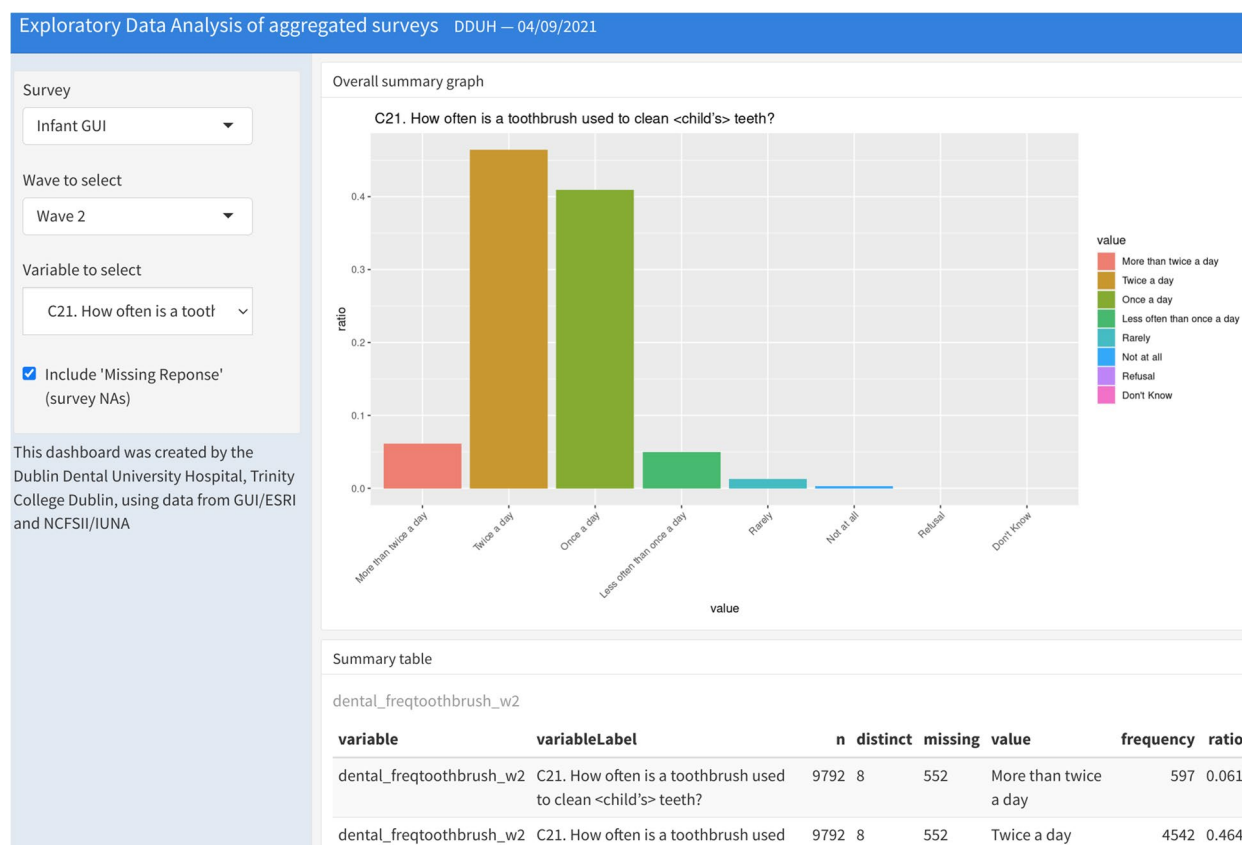 Exploratory Data Analysis of aggregated surveys DDUH — 04/09/2021
Survey
Infant GUI
Wave to select
Wave 2
Variable to select
C21. How often is a tooth
Include 'Missing Reponse'
(survey NAs)
This dashboard was created by the
Dublin Dental University Hospital, Trinity
College Dublin, using data from GUI/ESRI
and NCFSII/IUNA
Overall summary graph
C21. How often is a toothbrush used to clean <child's> teeth?
ratio
0.4
0.3
0.2
0.1
0.0
More than twice a day
Twice a day
Once a day
Less often than once a day
Rarely
Not at all
Refusal
Don't Know
value
value
More than twice a day
Twice a day
Once a day
Less often than once a day
Rarely
Not at all
Refusal
Don't Know
Summary table
dental_freqtoothbrush_w2
variable variableLabel n distinct missing value frequency ratio
dental_freqtoothbrush_w2 C21. How often is a toothbrush used 9792 8 552 More than twice 597 0.061
to clean <child's> teeth? a day
dental_freqtoothbrush_w2 C21. How often is a toothbrush used 9792 8 552 Twice a day 4542 0.464